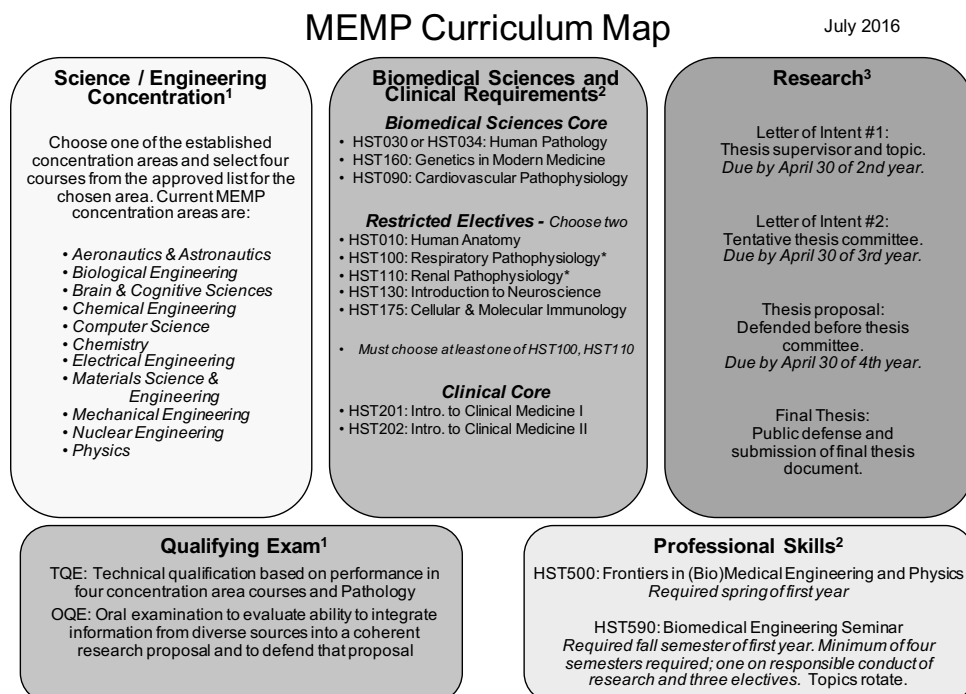 MEMP Curriculum Map
July 2016
Science / Engineering
Concentration¹
Choose one of the established
concentration areas and select four
courses from the approved list for the
chosen area. Current MEMP
concentration areas are:
• Aeronautics & Astronautics
• Biological Engineering
• Brain & Cognitive Sciences
• Chemical Engineering
• Computer Science
• Chemistry
• Electrical Engineering
• Materials Science &
Engineering
• Mechanical Engineering
• Nuclear Engineering
• Physics
Biomedical Sciences and
Clinical Requirements²
Biomedical Sciences Core
• HST030 or HST034: Human Pathology
• HST160: Genetics in Modern Medicine
• HST090: Cardiovascular Pathophysiology
Restricted Electives - Choose two
• HST010: Human Anatomy
• HST100: Respiratory Pathophysiology*
• HST110: Renal Pathophysiology*
• HST130: Introduction to Neuroscience
• HST175: Cellular & Molecular Immunology
• Must choose at least one of HST100, HST110
Clinical Core
• HST201: Intro. to Clinical Medicine I
• HST202: Intro. to Clinical Medicine II
Research³
Letter of Intent #1:
Thesis supervisor and topic.
Due by April 30 of 2nd year.
Letter of Intent #2:
Tentative thesis committee.
Due by April 30 of 3rd year.
Thesis proposal:
Defended before thesis
committee.
Due by April 30 of 4th year.
Final Thesis:
Public defense and
submission of final thesis
document.
Qualifying Exam¹
TQE: Technical qualification based on performance in
four concentration area courses and Pathology
OQE: Oral examination to evaluate ability to integrate
information from diverse sources into a coherent
research proposal and to defend that proposal
Professional Skills²
HST500: Frontiers in (Bio)Medical Engineering and Physics
Required spring of first year
HST590: Biomedical Engineering Seminar
Required fall semester of first year. Minimum of four
semesters required; one on responsible conduct of
research and three electives. Topics rotate.